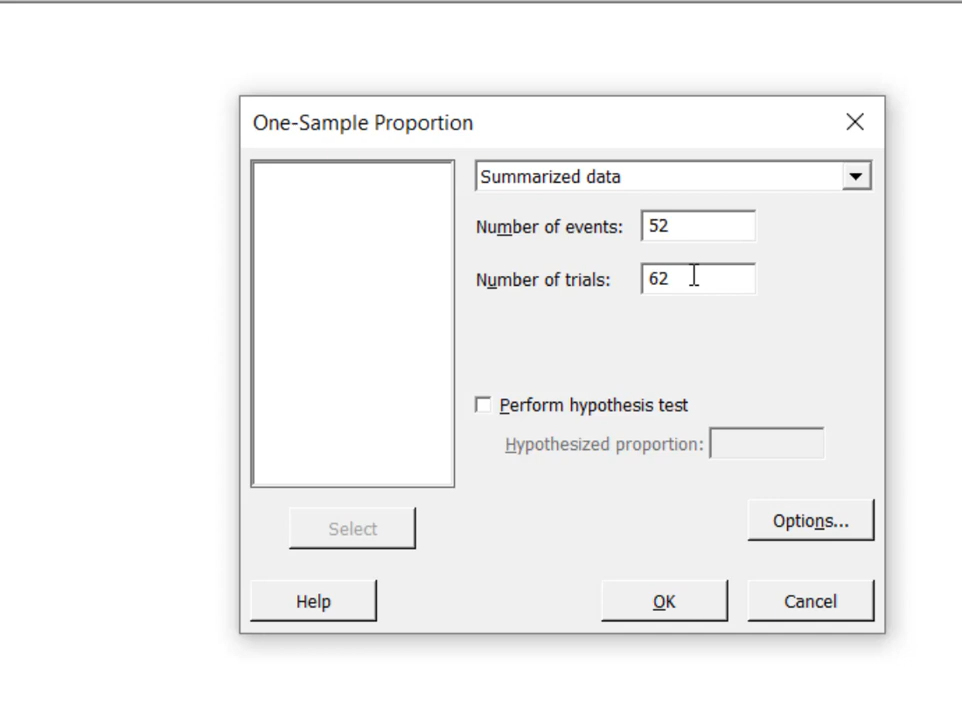 One-Sample Proportion
Summarized data
Number of events: 52
Number of trials: 62
Perform hypothesis test
Hypothesized proportion:
Select
Options...
Help
OK
Cancel